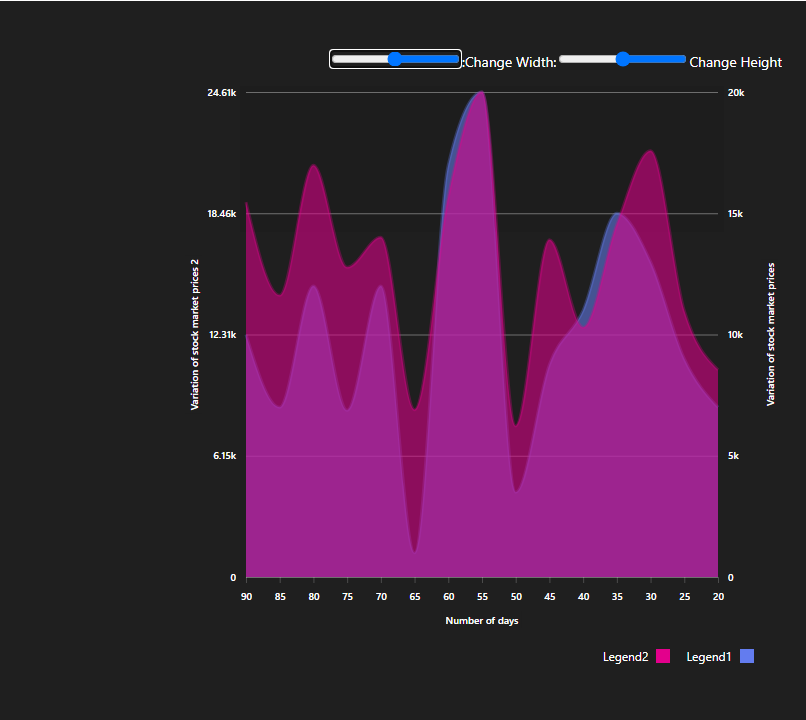 :Change Width: Change Height
24.61k
18.46k
12.31k
6.15k
0
Variation of stock market prices 2
20k
15k
10k
5k
0
Variation of stock market prices
90 85 80 75 70 65 60 55 50 45 40 35 30 25 20
Number of days
Legend2 Legend1